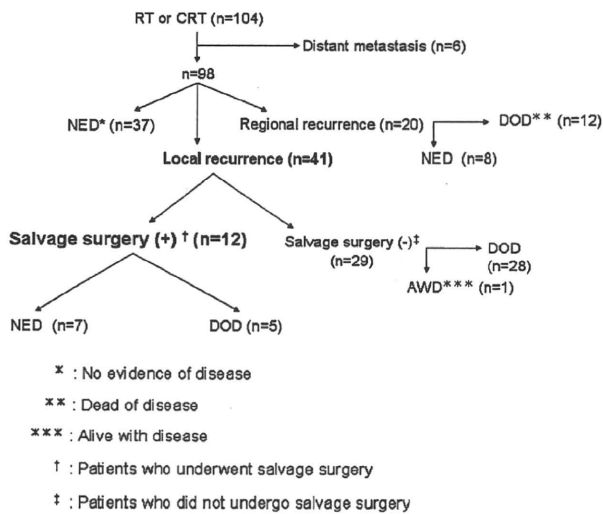 RT or CRT (n=104)
Distant metastasis (n=6)
n=98
NED* (n=37)
Regional recurrence (n=20)
DOD** (n=12)
NED (n=8)
Local recurrence (n=41)
Salvage surgery (+) † (n=12)
Salvage surgery (-)‡
(n=29)
DOD
(n=28)
AWD*** (n=1)
NED (n=7)
DOD (n=5)
* : No evidence of disease
** : Dead of disease
*** : Alive with disease
† : Patients who underwent salvage surgery
‡ : Patients who did not undergo salvage surgery